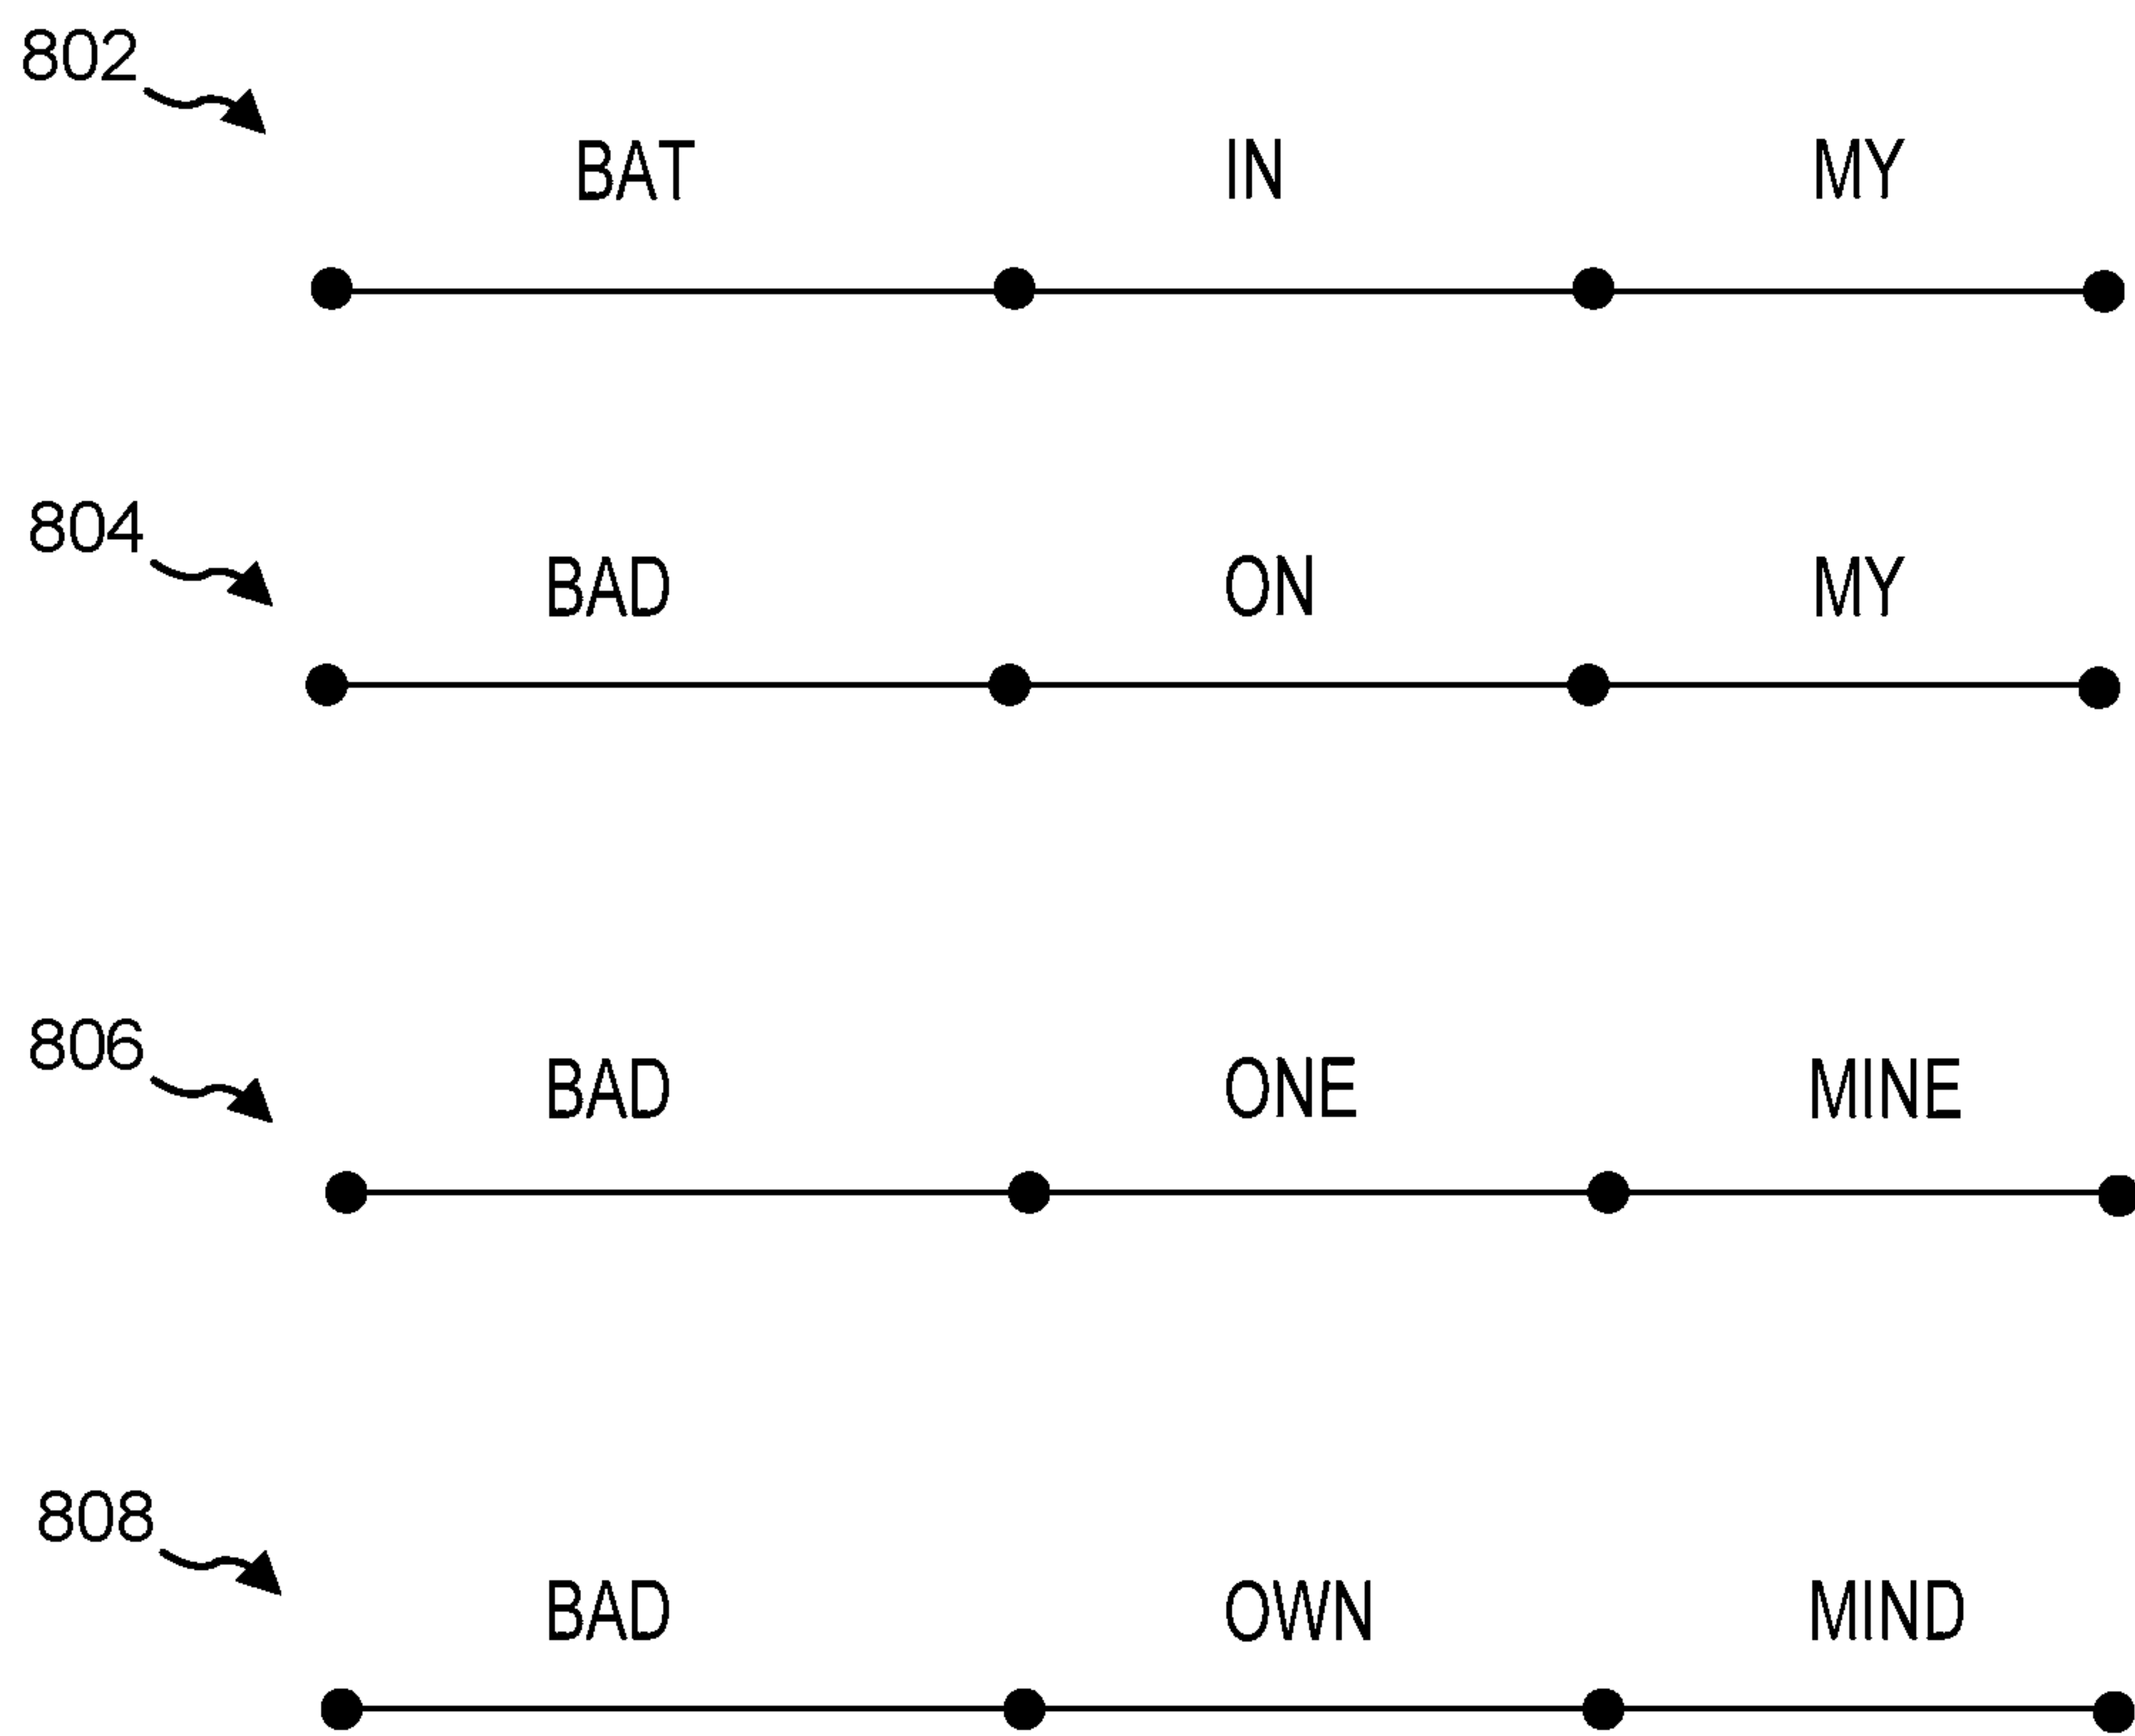 802
BAT IN MY
804
BAD ON MY
806
BAD ONE MINE
808
BAD OWN MIND